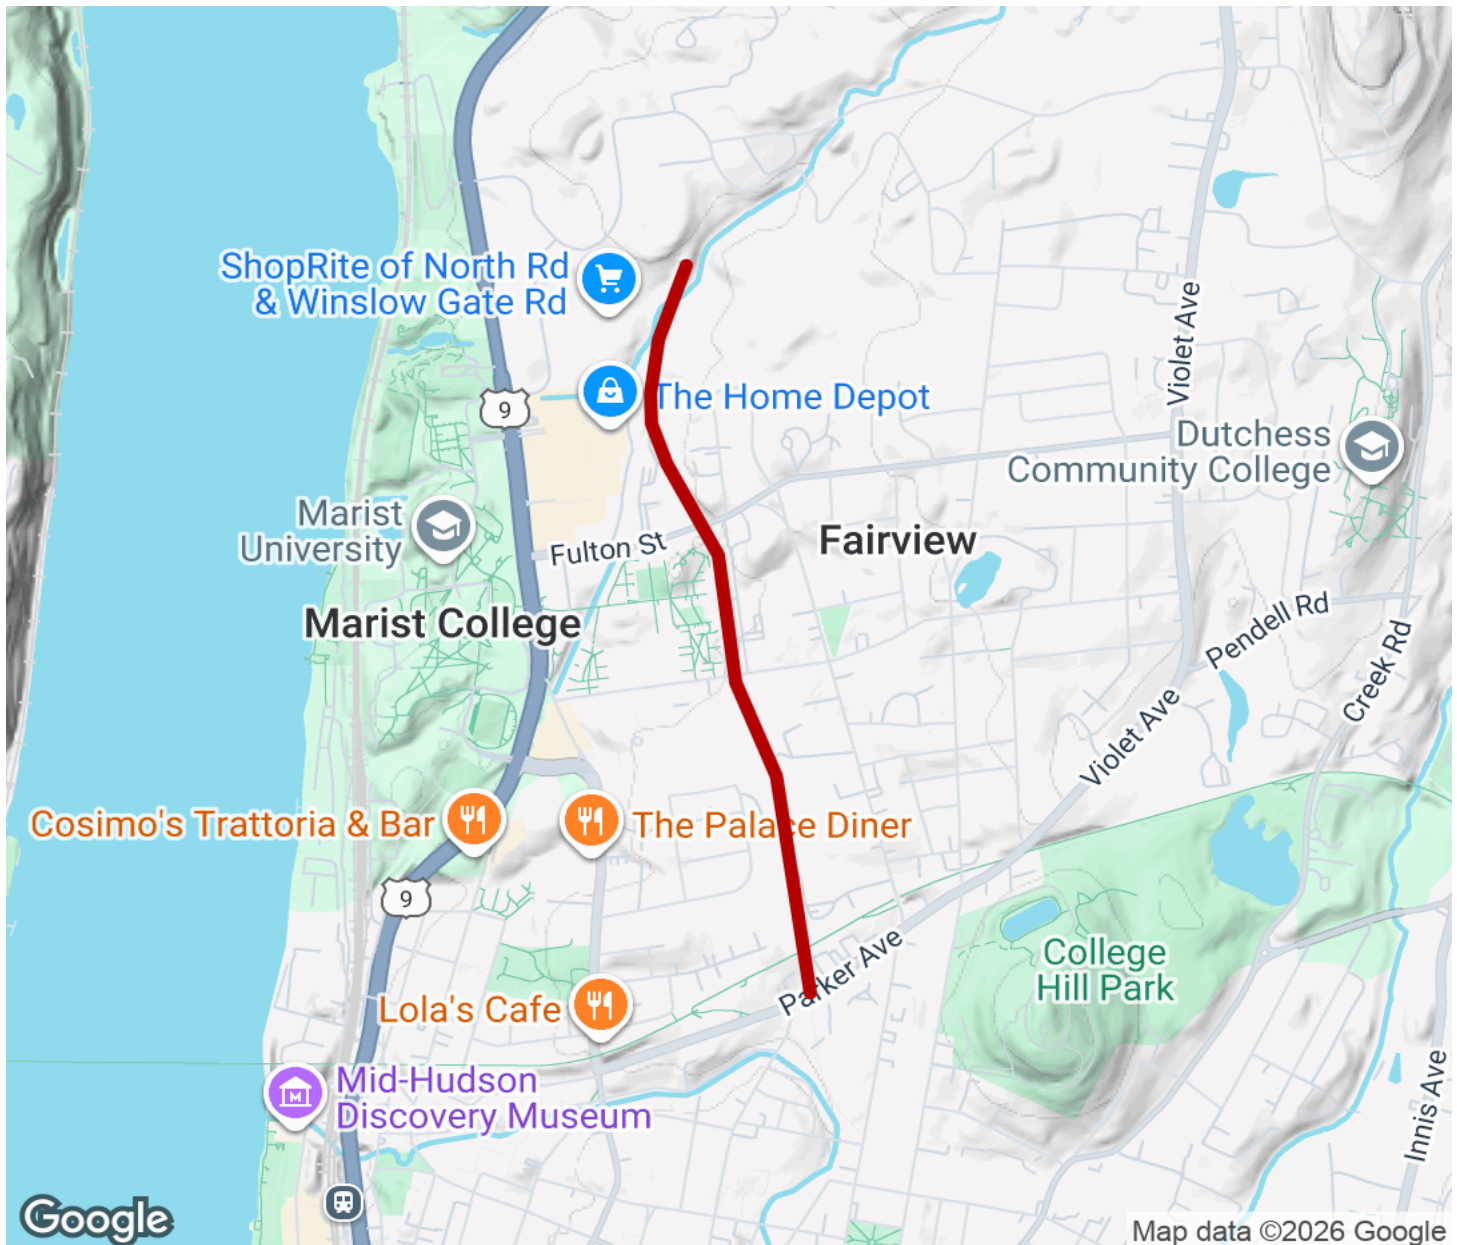 ShopRite of North Rd
& Winslow Gate Rd
Violet Ave
9
The Home Depot
Dutchess
Community College
Marist
University
Fulton St
Fairview
Marist College
Pendell Rd
Creek Rd
Violet Ave
Cosimo's Trattoria & Bar
The Palace Diner
9
Parker Ave
College
Hill Park
Lola's Cafe
Mid-Hudson
Discovery Museum
Innis Ave
Google
Map data ©2026 Google